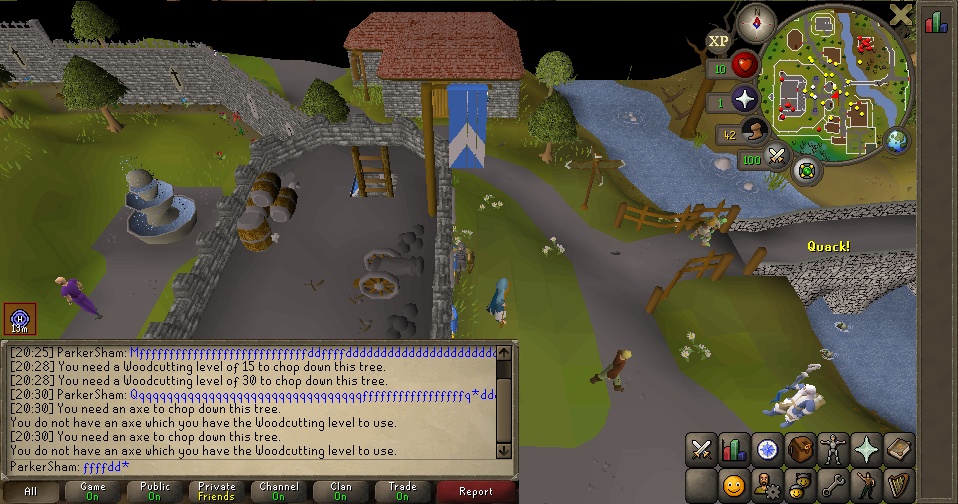 N
XP
10
1
42
100
Quack!
13m
[20:25] ParkerSham:
[20:28] You need a Woodcutting level of 15 to chop down this tree.
[20:28] You need a Woodcutting level of 30 to chop down this tree.
[20:30] ParkerSham:
[20:30] You need an axe to chop down this tree.
You do not have an axe which you have the Woodcutting level to use.
[20:30] You need an axe to chop down this tree.
You do not have an axe which you have the Woodcutting level to use.
ParkerSham: ffffdd*
All
Game
On
Public
On
Private
Friends
Channel
On
Clan
On
Trade
On
Report